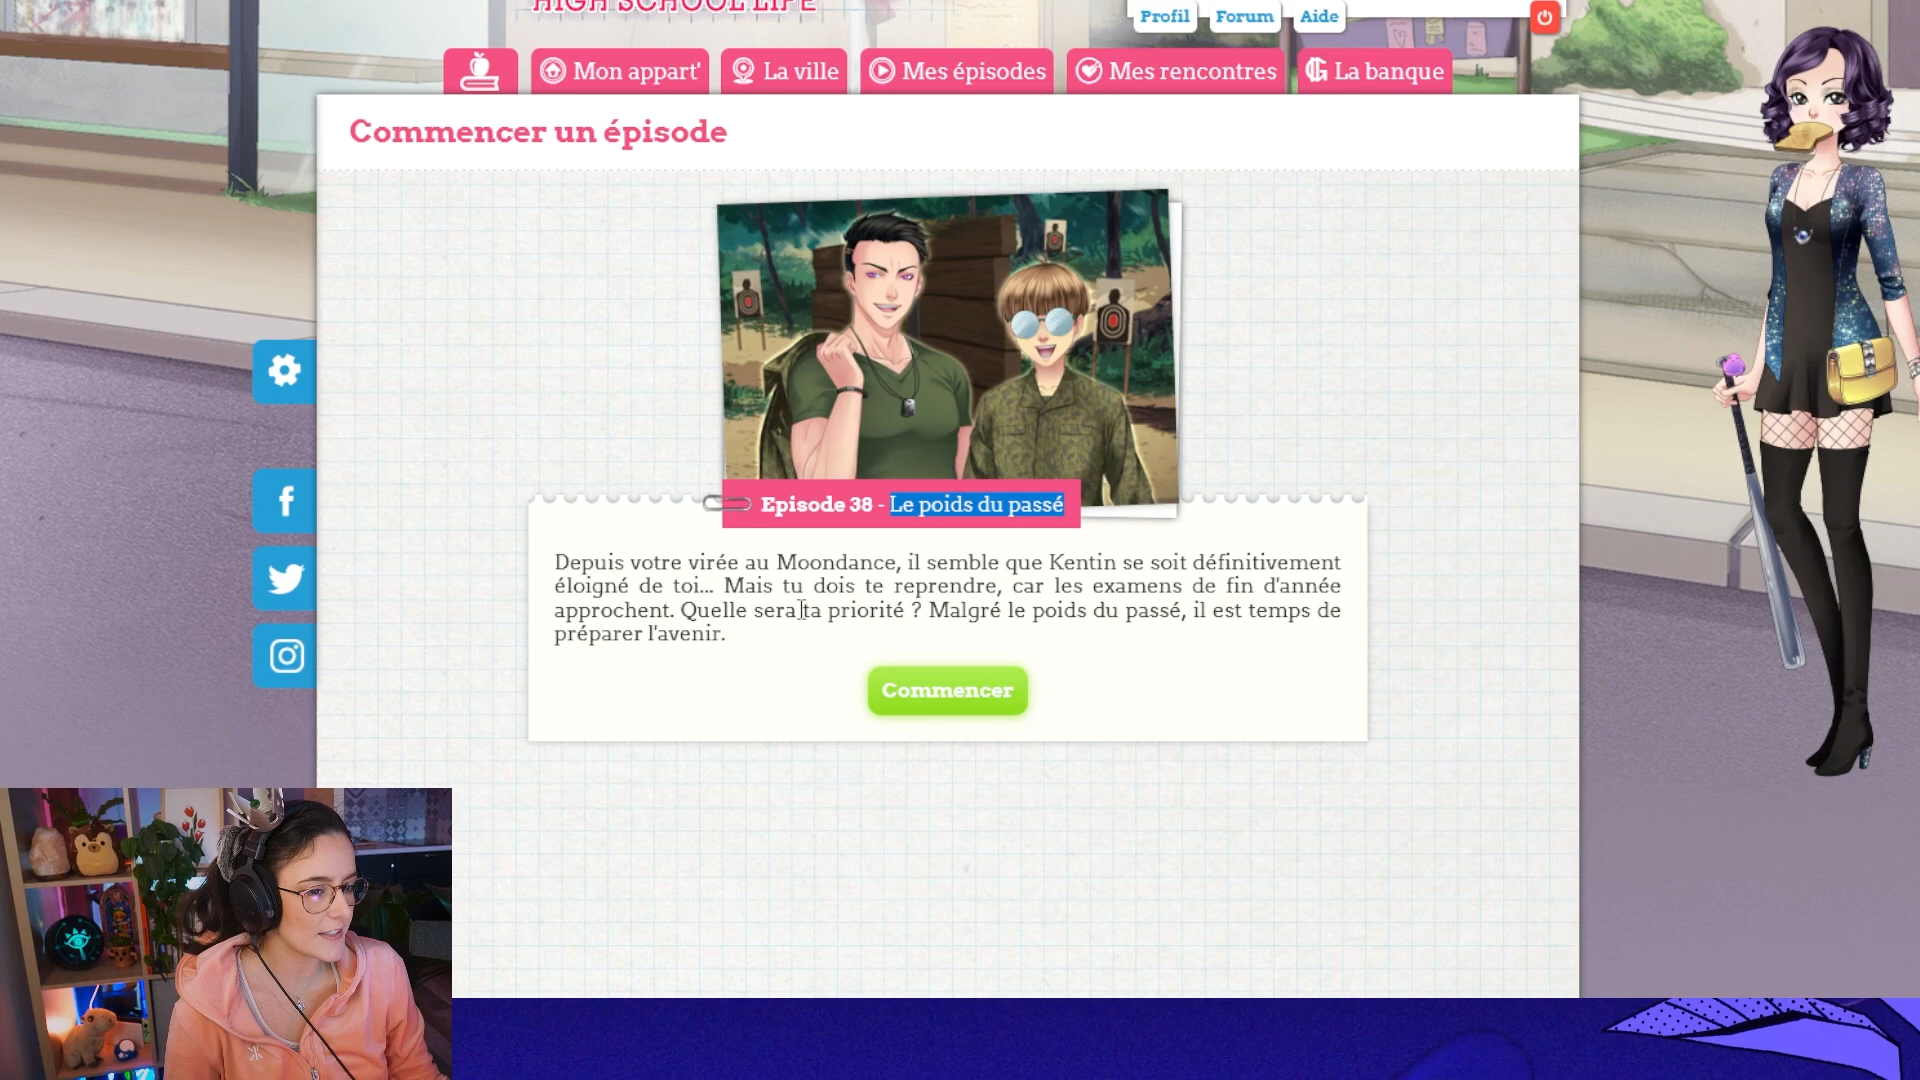 HIGH SCHOOL LIFE
Profil
Forum
Aide
Mon appart'
La ville
Mes épisodes
Mes rencontres
La banque
Commencer un épisode
Episode 38 - Le poids du passé
Depuis votre virée au Moondance, il semble que Kentin se soit définitivement
éloigné de toi... Mais tu dois te reprendre, car les examens de fin d'année
approchent. Quelle sera ta priorité ? Malgré le poids du passé, il est temps de
préparer l'avenir.
Commencer